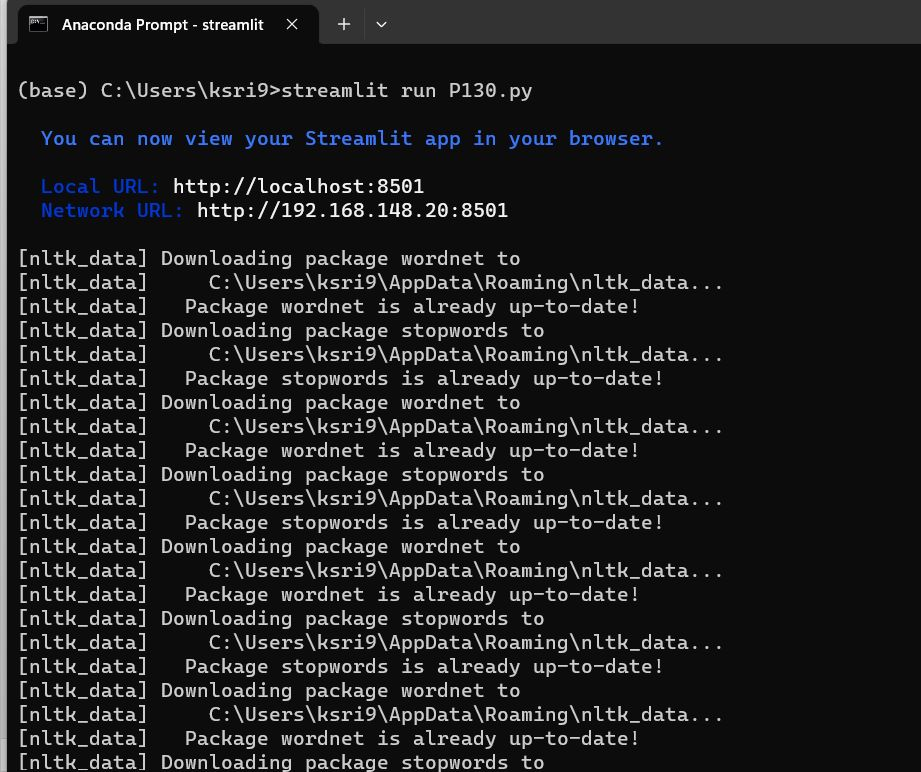 Anaconda Prompt - streamlit
(base) C:\Users\ksri9>streamlit run P130.py
You can now view your Streamlit app in your browser.
Local URL: http://localhost:8501
Network URL: http://192.168.148.20:8501
[nltk_data] Downloading package wordnet to
[nltk_data]     C:\Users\ksri9\AppData\Roaming\nltk_data...
[nltk_data]   Package wordnet is already up-to-date!
[nltk_data] Downloading package stopwords to
[nltk_data]     C:\Users\ksri9\AppData\Roaming\nltk_data...
[nltk_data]   Package stopwords is already up-to-date!
[nltk_data] Downloading package wordnet to
[nltk_data]     C:\Users\ksri9\AppData\Roaming\nltk_data...
[nltk_data]   Package wordnet is already up-to-date!
[nltk_data] Downloading package stopwords to
[nltk_data]     C:\Users\ksri9\AppData\Roaming\nltk_data...
[nltk_data]   Package stopwords is already up-to-date!
[nltk_data] Downloading package wordnet to
[nltk_data]     C:\Users\ksri9\AppData\Roaming\nltk_data...
[nltk_data]   Package wordnet is already up-to-date!
[nltk_data] Downloading package stopwords to
[nltk_data]     C:\Users\ksri9\AppData\Roaming\nltk_data...
[nltk_data]   Package stopwords is already up-to-date!
[nltk_data] Downloading package wordnet to
[nltk_data]     C:\Users\ksri9\AppData\Roaming\nltk_data...
[nltk_data]   Package wordnet is already up-to-date!
[nltk_data] Downloading package stopwords to